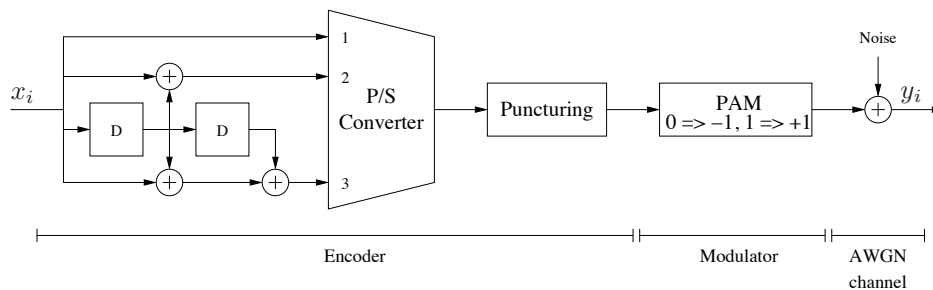 1
Noise
2
x_i
P/S
Converter
Puncturing
PAM
0 => −1, 1 => +1
y_i
D
D
3
Encoder
Modulator
AWGN
channel